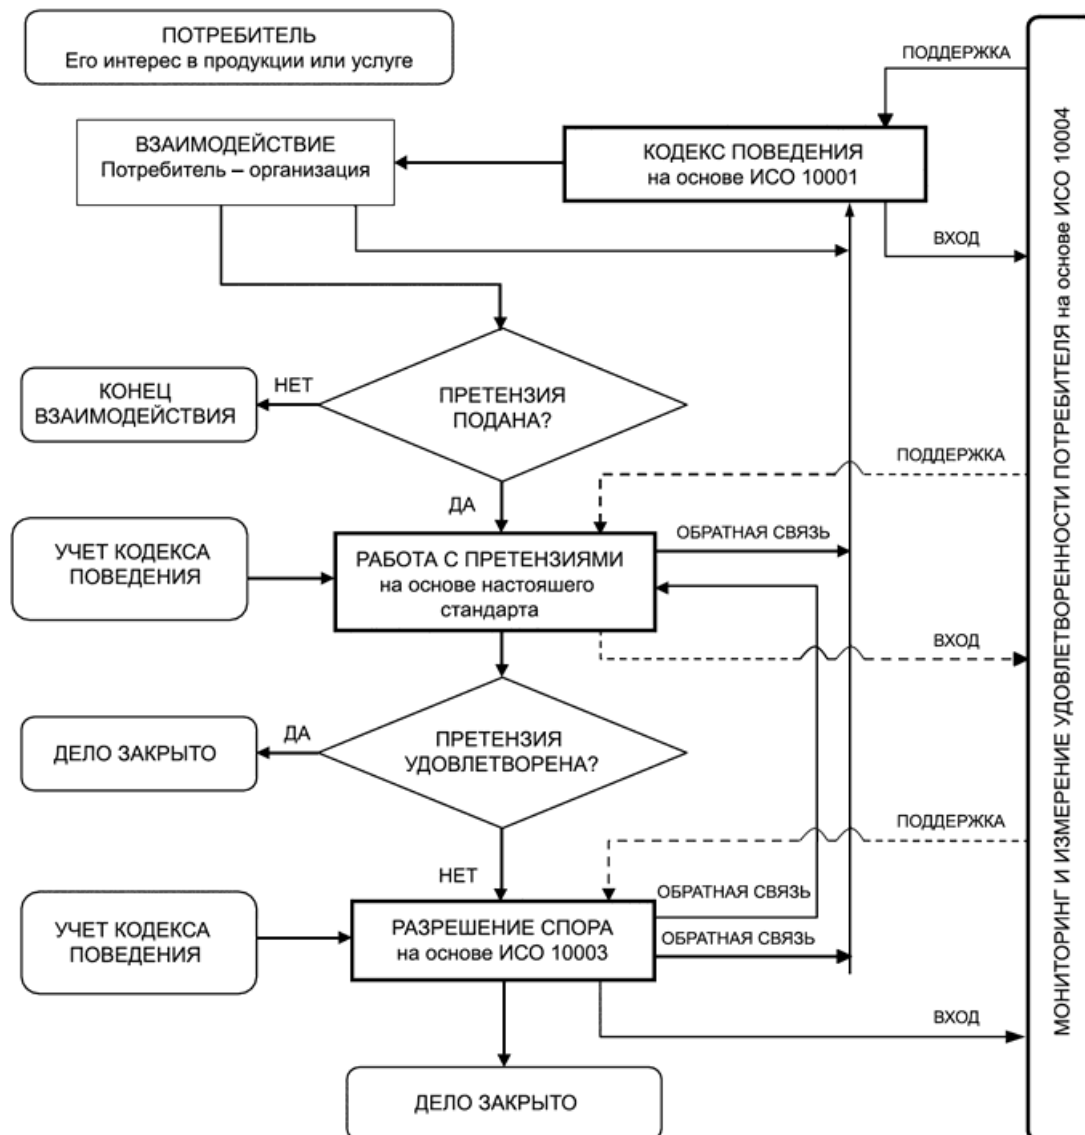 ПОТРЕБИТЕЛЬ
Его интерес в продукции или услуге
ПОДДЕРЖКА
ВЗАИМОДЕЙСТВИЕ
Потребитель – организация
КОДЕКС ПОВЕДЕНИЯ
на основе ИСО 10001
ВХОД
ПРЕТЕНЗИЯ
ПОДАНА?
НЕТ
КОНЕЦ
ВЗАИМОДЕЙСТВИЯ
ПОДДЕРЖКА
ДА
УЧЕТ КОДЕКСА
ПОВЕДЕНИЯ
РАБОТА С ПРЕТЕНЗИЯМИ
на основе настояшего
стандарта
ОБРАТНАЯ СВЯЗЬ
ВХОД
ПРЕТЕНЗИЯ
УДОВЛЕТВОРЕНА?
ДА
ДЕЛО ЗАКРЫТО
ПОДДЕРЖКА
НЕТ
УЧЕТ КОДЕКСА
ПОВЕДЕНИЯ
РАЗРЕШЕНИЕ СПОРА
на основе ИСО 10003
ОБРАТНАЯ СВЯЗЬ
ОБРАТНАЯ СВЯЗЬ
ВХОД
ДЕЛО ЗАКРЫТО
МОНИТОРИНГ И ИЗМЕРЕНИЕ УДОВЛЕТВОРЕННОСТИ ПОТРЕБИТЕЛЯ на основе ИСО 10004